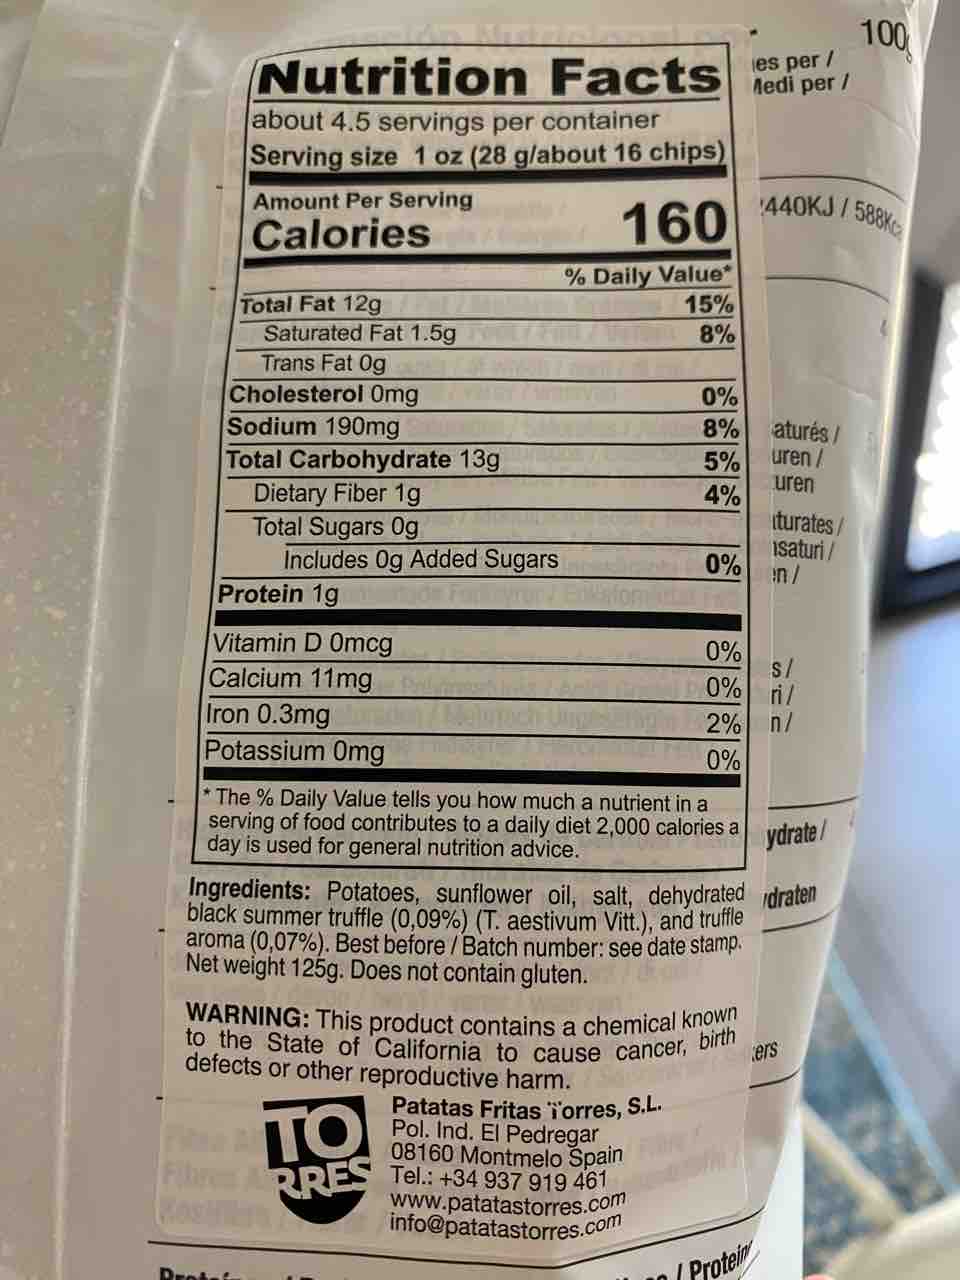 Nutrition Facts
about 4.5 servings per container
Serving size 1 oz (28 g/about 16 chips)
Amount Per Serving
Calories 160
% Daily Value*
Total Fat 12g 15%
Saturated Fat 1.5g 8%
Trans Fat 0g
Cholesterol 0mg 0%
Sodium 190mg 8%
Total Carbohydrate 13g 5%
Dietary Fiber 1g 4%
Total Sugars 0g
Includes 0g Added Sugars 0%
Protein 1g
Vitamin D 0mcg 0%
Calcium 11mg 0%
Iron 0.3mg 2%
Potassium 0mg 0%
* The % Daily Value tells you how much a nutrient in a
serving of food contributes to a daily diet 2,000 calories a
day is used for general nutrition advice.
Ingredients: Potatoes, sunflower oil, salt, dehydrated
black summer truffle (0,09%) (T. aestivum Vitt.), and truffle
aroma (0,07%). Best before / Batch number: see date stamp.
Net weight 125g. Does not contain gluten.
WARNING: This product contains a chemical known
to the State of California to cause cancer, birth
defects or other reproductive harm.
TO
RRES
Patatas Fritas Torres, S.L.
Pol. Ind. El Pedregar
08160 Montmelo Spain
Tel.: +34 937 919 461
www.patatastorres.com
info@patatastorres.com
100g
es per /
Medi per /
2440KJ / 588Kc
aturés /
uren /
uren
turates /
nsaturi /
en /
s /
ri /
n /
ydrate /
ydraten
kers
/ Protein